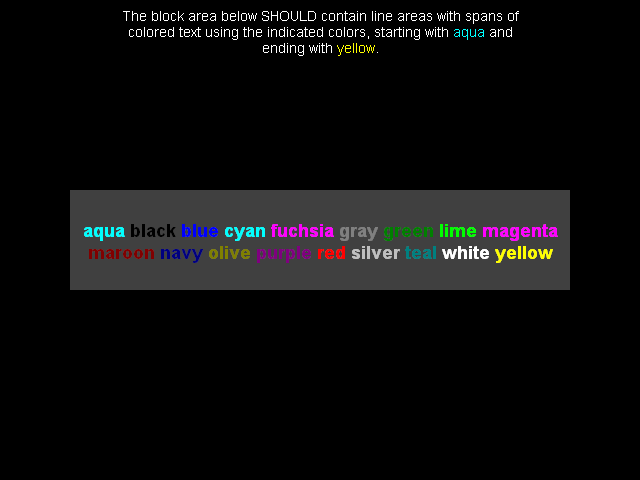 The block area below SHOULD contain line areas with spans of
colored text using the indicated colors, starting with aqua and
ending with yellow.
aqua black blue cyan fuchsia gray green lime magenta
maroon navy olive purple red silver teal white yellow